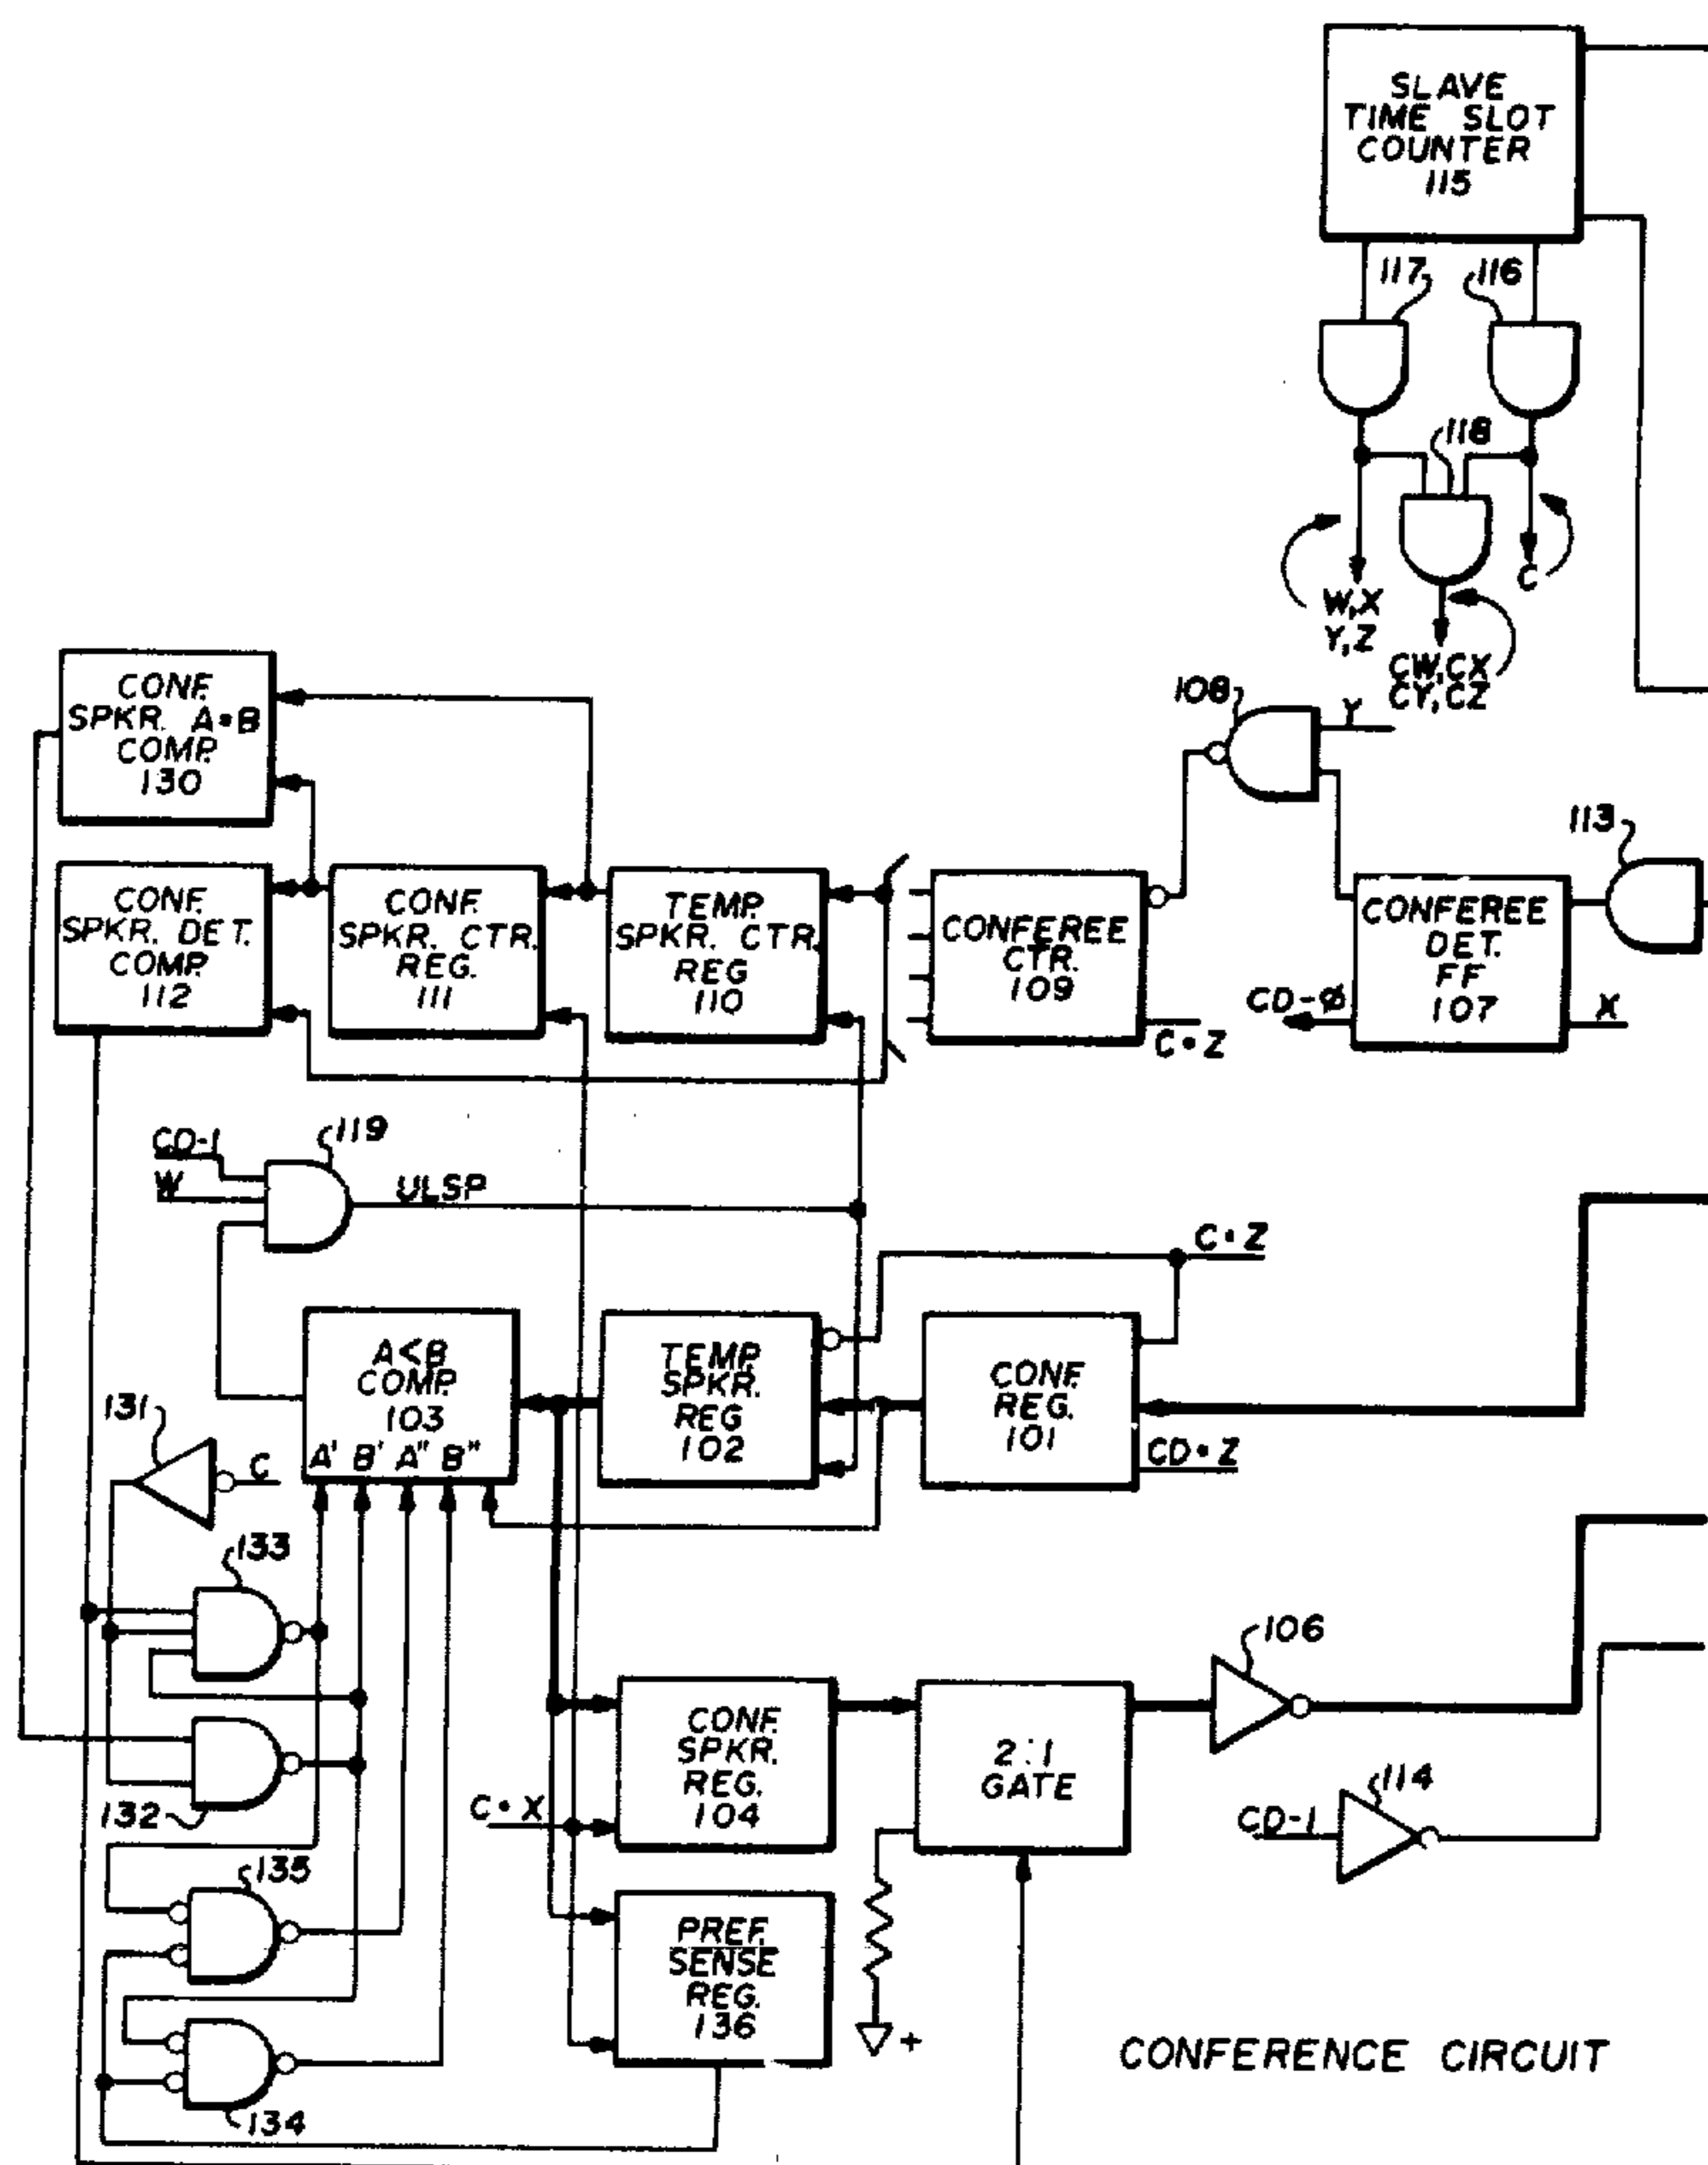 SLAVE
TIME SLOT
COUNTER
115
117
116
118
C
W,X
Y,Z
CW,CX
CY,CZ
108
Y
113
CONF.
SPKR. A=B
COMP.
130
CONF.
SPKR. DET.
COMP.
112
CONF.
SPKR. CTR.
REG.
111
TEMP.
SPKR. CTR.
REG
110
CONFEREE
CTR.
109
C•Z
CONFEREE
DET.
FF
107
CD-Ø
X
CD-1
W
119
ULSP
C•Z
A<B
COMP.
103
A' B' A" B"
TEMP.
SPKR.
REG
102
CONF.
REG.
101
CD•Z
131
C
133
132
135
134
C•X
CONF.
SPKR.
REG.
104
2:1
GATE
106
CD-1
114
PREF.
SENSE
REG.
136
+
CONFERENCE CIRCUIT